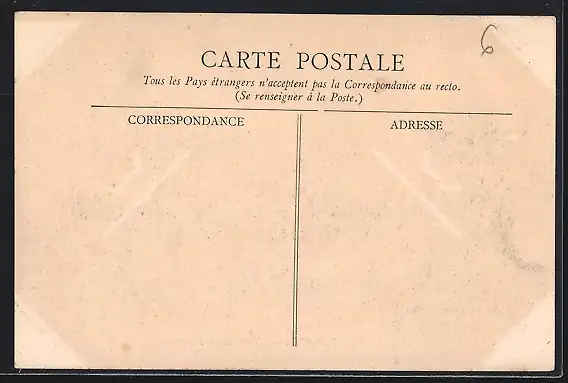 6
CARTE POSTALE
Tous les Pays étrangers n'acceptent pas la Correspondance au recto.
(Se renseigner à la Poste.)
CORRESPONDANCE
ADRESSE